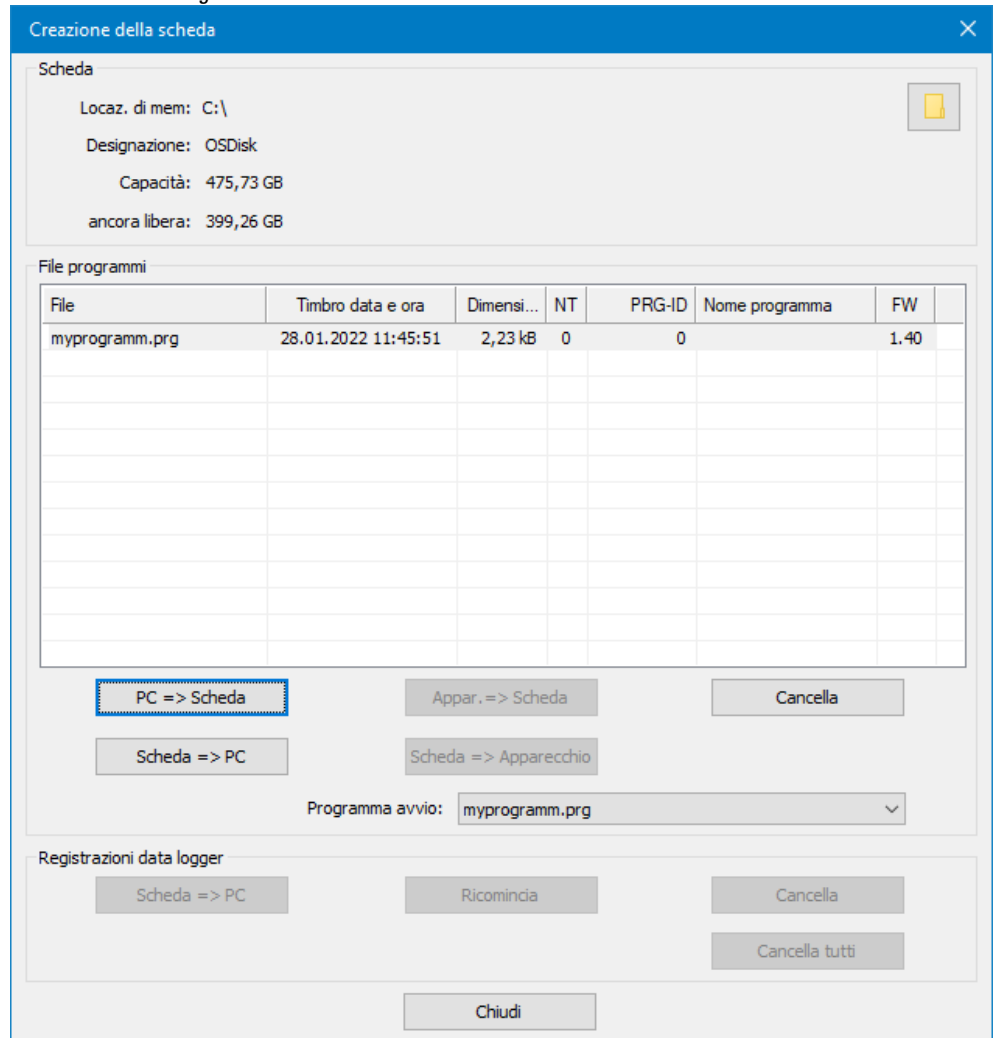 Creazione della scheda
Scheda
Locaz. di mem: C:\
Designazione: OSDisk
Capacità: 475,73 GB
ancora libera: 399,26 GB
File programmi
File Timbro data e ora Dimensi... NT PRG-ID Nome programma FW
myprogramm.prg 28.01.2022 11:45:51 2,23 kB 0 0 1.40
PC => Scheda Appar. => Scheda Cancella
Scheda => PC Scheda => Apparecchio
Programma avvio: myprogramm.prg
Registrazioni data logger
Scheda => PC Ricomincia Cancella
Cancella tutti
Chiudi